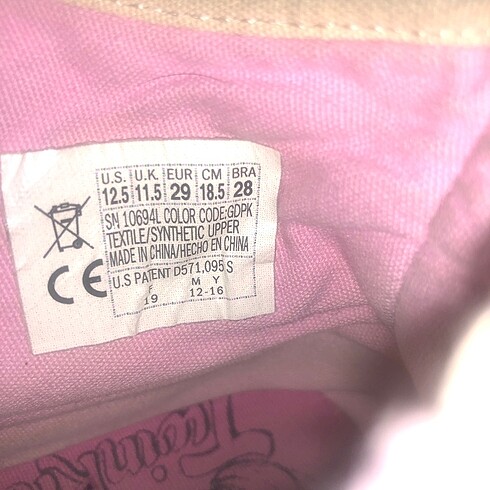 U.S. U.K. EUR CM BRA
12.5 11.5 29 18.5 28
SN 10694L COLOR CODE:GDPK
TEXTILE/SYNTHETIC UPPER
MADE IN CHINA/HECHO EN CHINA
U.S PATENT D571,095 S
F M Y
19 12-16
CE